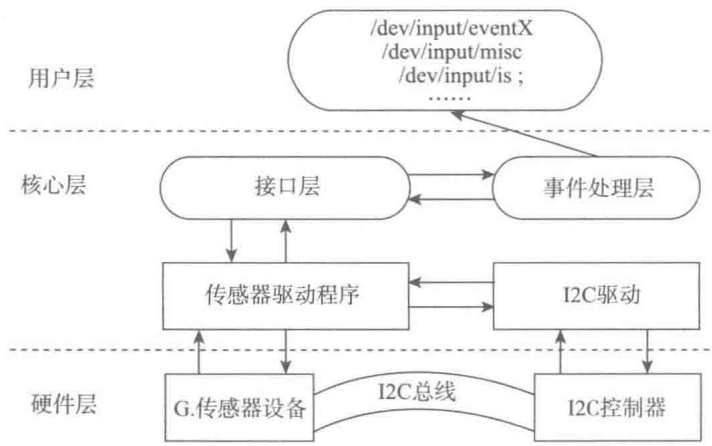 /dev/input/eventX
/dev/input/misc
/dev/input/is ;
……
用户层
核心层
接口层
事件处理层
传感器驱动程序
I2C驱动
硬件层
G.传感器设备
I2C总线
I2C控制器